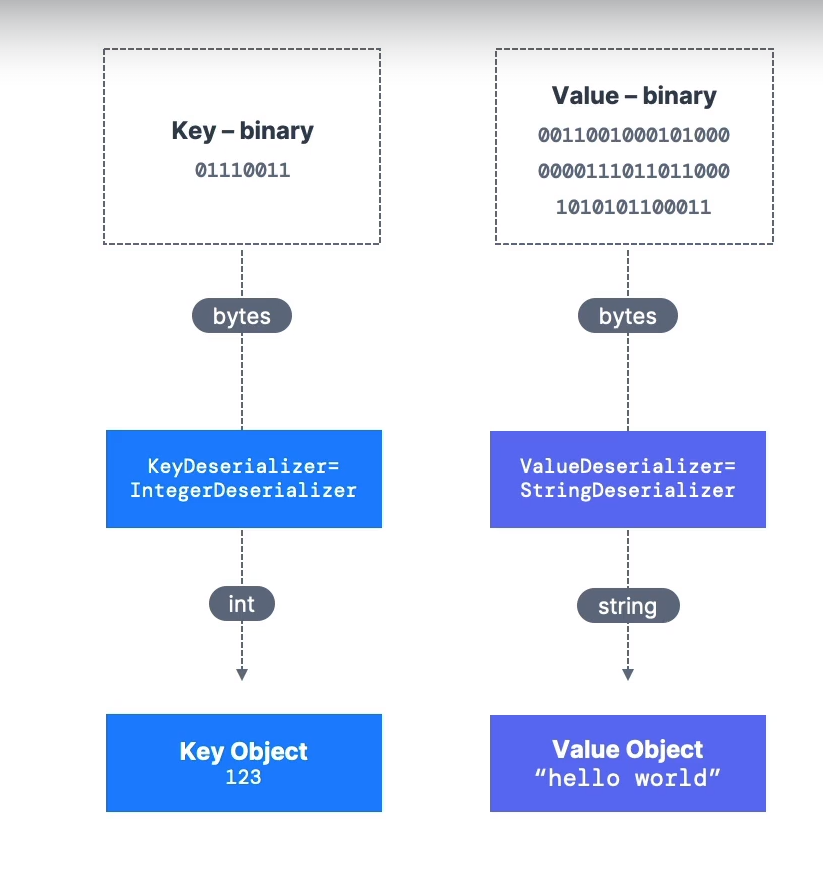 Key – binary
01110011
bytes
KeyDeserializer=
IntegerDeserializer
int
Key Object
123
Value – binary
0011001000101000
0000111011011000
1010101100011
bytes
ValueDeserializer=
StringDeserializer
string
Value Object
“hello world”